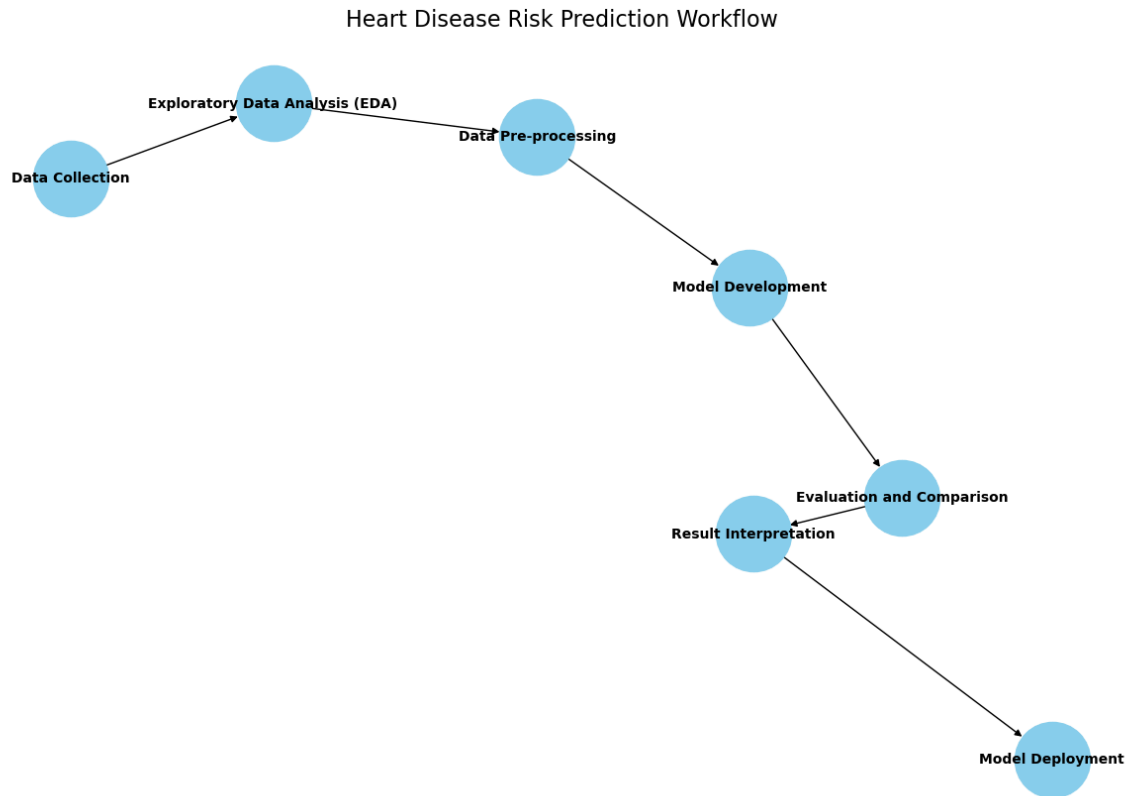 Heart Disease Risk Prediction Workflow
Exploratory Data Analysis (EDA)
Data Pre-processing
Data Collection
Model Development
Evaluation and Comparison
Result Interpretation
Model Deployment